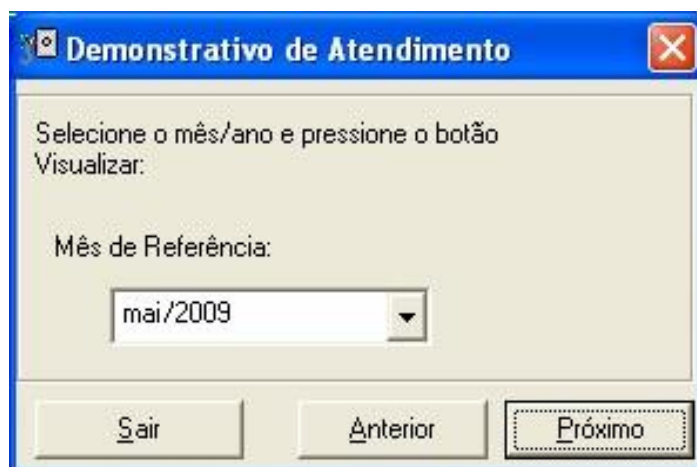 Demonstrativo de Atendimento
Selecione o mês/ano e pressione o botão
Visualizar:
Mês de Referência:
mai/2009
Sair
Anterior
Próximo